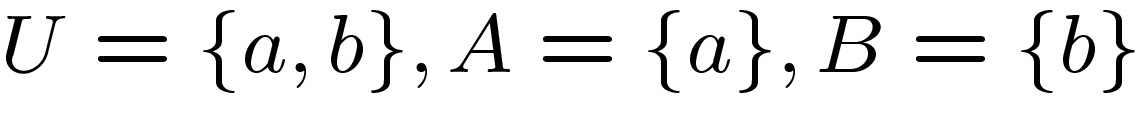 U = {a, b}, A = {a}, B = {b}